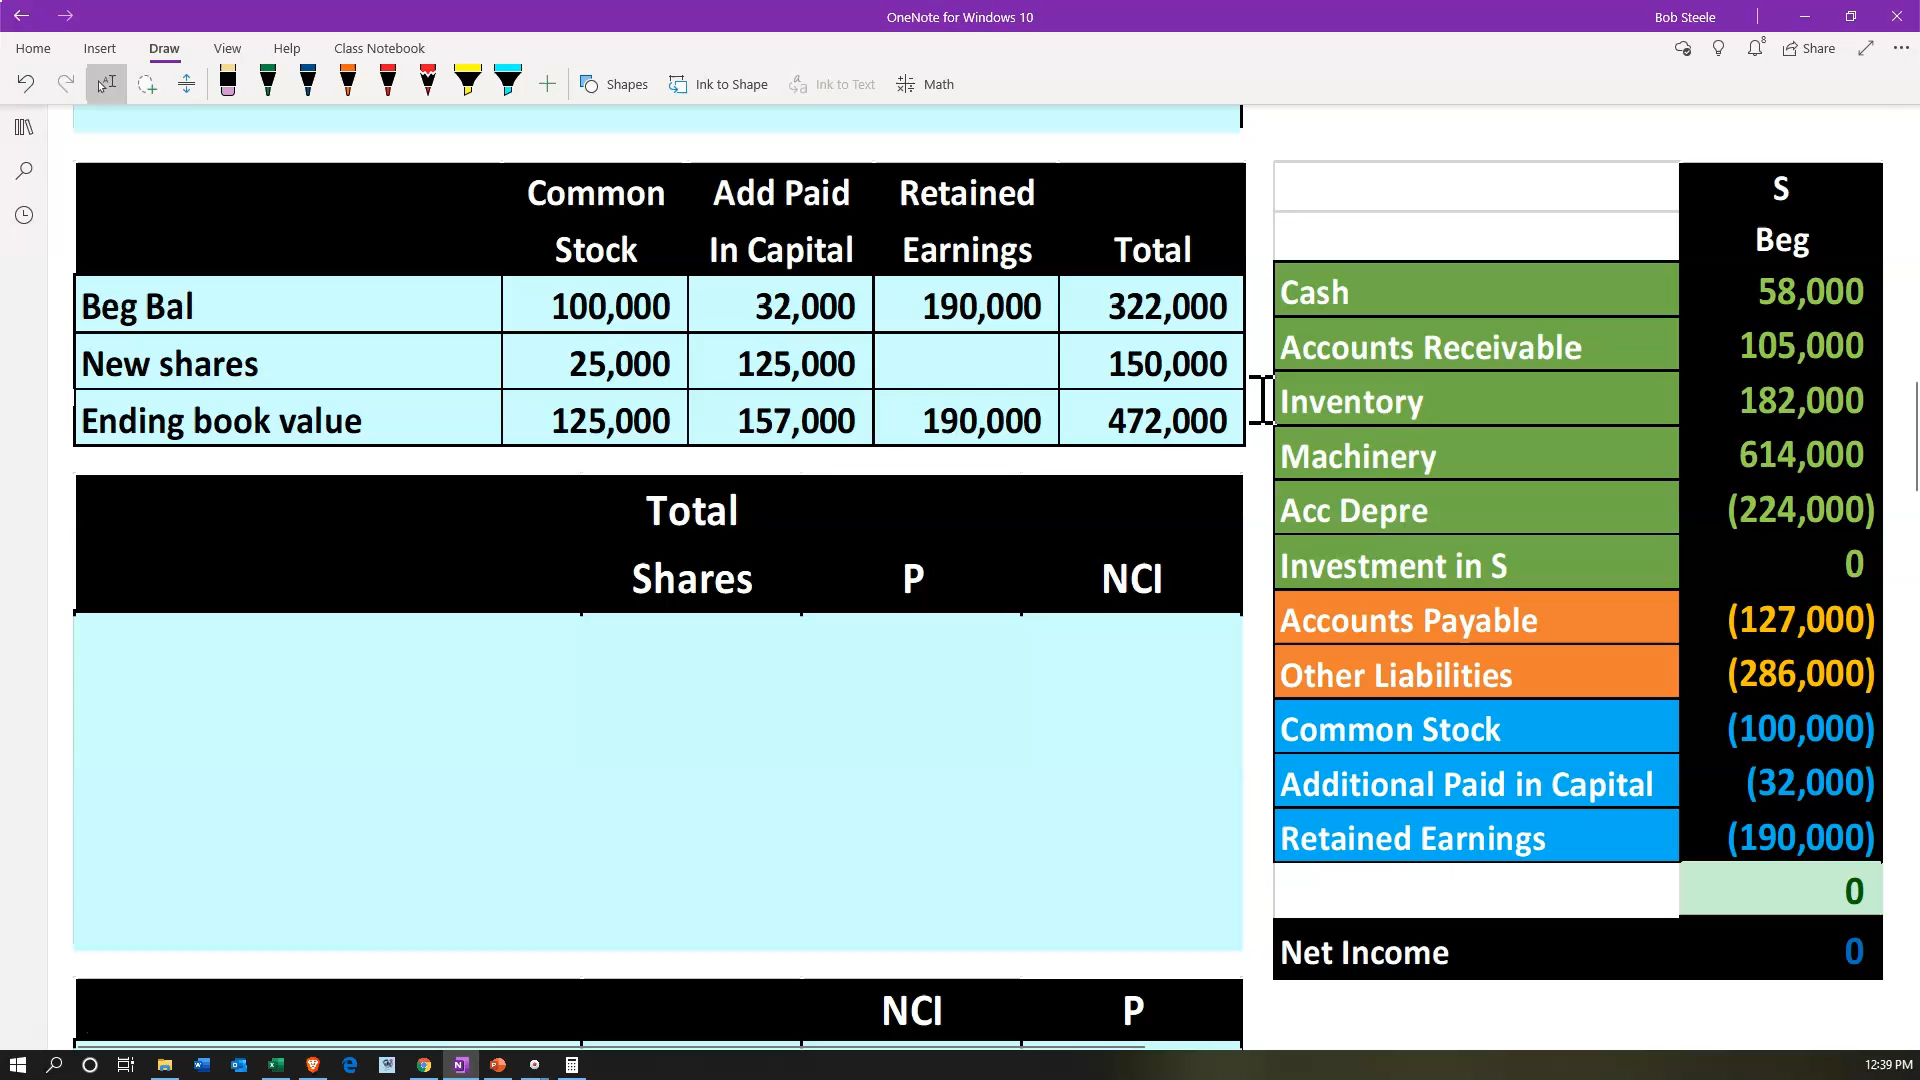 OneNote for Windows 10
Bob Steele
Home Insert Draw View Help Class Notebook
8
Share
Shapes Ink to Shape Ink to Text Math
Common Add Paid Retained
Stock In Capital Earnings Total
Beg Bal 100,000 32,000 190,000 322,000
New shares 25,000 125,000 150,000
Ending book value 125,000 157,000 190,000 472,000
Total
Shares P NCI
NCI P
S
Beg
Cash 58,000
Accounts Receivable 105,000
Inventory 182,000
Machinery 614,000
Acc Depre (224,000)
Investment in S 0
Accounts Payable (127,000)
Other Liabilities (286,000)
Common Stock (100,000)
Additional Paid in Capital (32,000)
Retained Earnings (190,000)
0
Net Income 0
12:39 PM